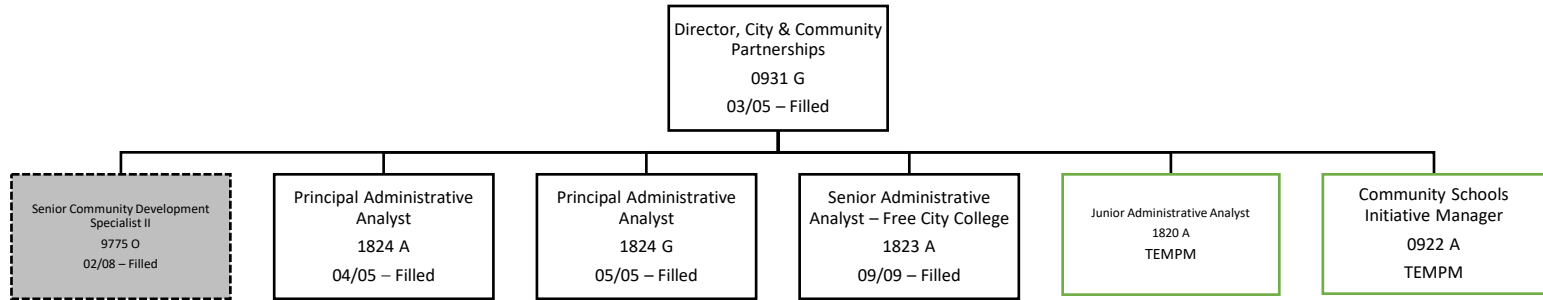 Director, City & Community
Partnerships
0931 G
03/05 – Filled
Senior Community Development
Specialist II
9775 O
02/08 – Filled
Principal Administrative
Analyst
1824 A
04/05 – Filled
Principal Administrative
Analyst
1824 G
05/05 – Filled
Senior Administrative
Analyst – Free City College
1823 A
09/09 – Filled
Junior Administrative Analyst
1820 A
TEMPM
Community Schools
Initiative Manager
0922 A
TEMPM